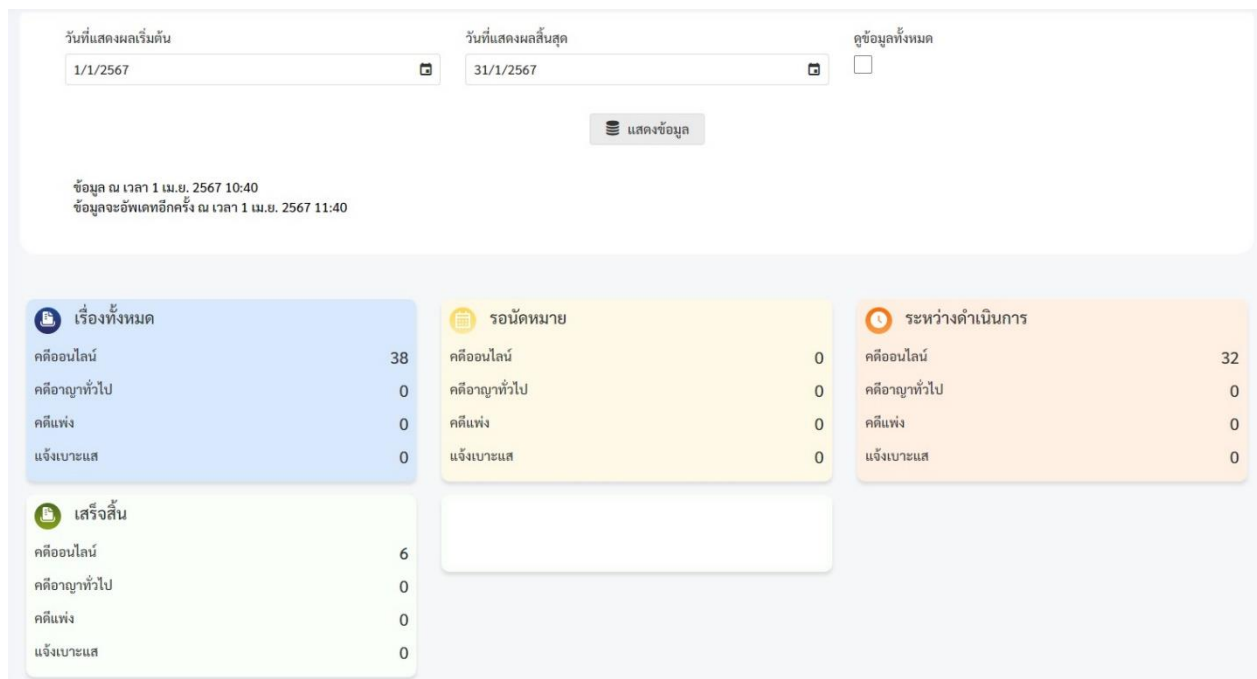 วันที่แสดงผลเริ่มต้น วันที่แสดงผลสิ้นสุด ดูข้อมูลทั้งหมด
1/1/2567 31/1/2567
แสดงข้อมูล
ข้อมูล ณ เวลา 1 เม.ย. 2567 10:40
ข้อมูลจะอัพเดทอีกครั้ง ณ เวลา 1 เม.ย. 2567 11:40
เรื่องทั้งหมด
คดีออนไลน์ 38
คดีอาญาทั่วไป 0
คดีแพ่ง 0
แจ้งเบาะแส 0
รอนัดหมาย
คดีออนไลน์ 0
คดีอาญาทั่วไป 0
คดีแพ่ง 0
แจ้งเบาะแส 0
ระหว่างดำเนินการ
คดีออนไลน์ 32
คดีอาญาทั่วไป 0
คดีแพ่ง 0
แจ้งเบาะแส 0
เสร็จสิ้น
คดีออนไลน์ 6
คดีอาญาทั่วไป 0
คดีแพ่ง 0
แจ้งเบาะแส 0